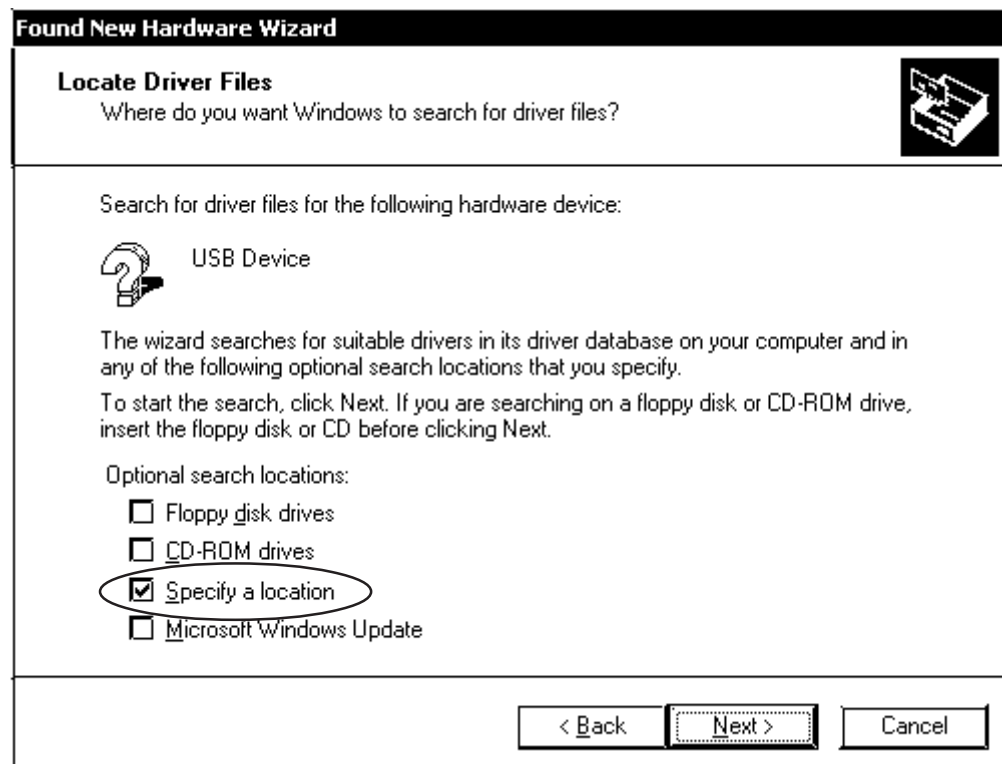 Found New Hardware Wizard
Locate Driver Files
Where do you want Windows to search for driver files?
Search for driver files for the following hardware device:
USB Device
The wizard searches for suitable drivers in its driver database on your computer and in
any of the following optional search locations that you specify.
To start the search, click Next. If you are searching on a floppy disk or CD-ROM drive,
insert the floppy disk or CD before clicking Next.
Optional search locations:
Floppy disk drives
CD-ROM drives
Specify a location
Microsoft Windows Update
< Back Next > Cancel